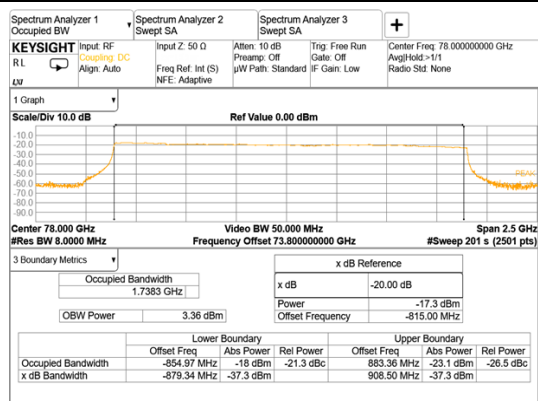 Spectrum Analyzer 1 Spectrum Analyzer 2 Spectrum Analyzer 3
Occupied BW Swept SA Swept SA +
KEYSIGHT Input: RF Input Z: 50 Ω Atten: 10 dB Trig: Free Run Center Freq: 78.000000000 GHz
RL Coupling: DC Preamp: Off Gate: Off Avg|Hold:>1/1
Align: Auto Freq Ref: Int (S) µW Path: Standard IF Gain: Low Radio Std: None
LXI NFE: Adaptive
1 Graph
Scale/Div 10.0 dB Ref Value 0.00 dBm
-10.0
-20.0
-30.0
-40.0
-50.0
-60.0
-70.0
-80.0
-90.0
PEAK
Center 78.000 GHz Video BW 50.000 MHz Span 2.5 GHz
#Res BW 8.0000 MHz Frequency Offset 73.800000000 GHz #Sweep 201 s (2501 pts)
3 Boundary Metrics
x dB Reference
Occupied Bandwidth
1.7383 GHz
x dB -20.00 dB
Power -17.3 dBm
OBW Power 3.36 dBm Offset Frequency -815.00 MHz
Lower Boundary Upper Boundary
Offset Freq Abs Power Rel Power Offset Freq Abs Power Rel Power
Occupied Bandwidth -854.97 MHz -18 dBm -21.3 dBc 883.36 MHz -23.1 dBm -26.5 dBc
x dB Bandwidth -879.34 MHz -37.3 dBm 908.50 MHz -37.3 dBm